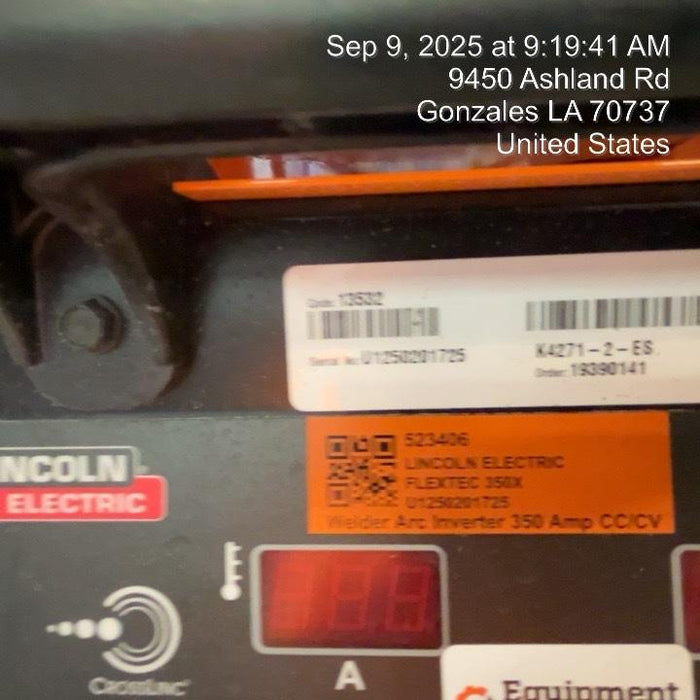 Sep 9, 2025 at 9:19:41 AM
9450 Ashland Rd
Gonzales LA 70737
United States
Code: 13532
Serial No: U1250201725
K4271-2-ES
Order: 19390141
523406
LINCOLN ELECTRIC
FLEXTEC 350X
U1250201725
Welder Arc Inverter 350 Amp CC/CV
NCOLN
ELECTRIC
A
CROSSLINC
Equipment